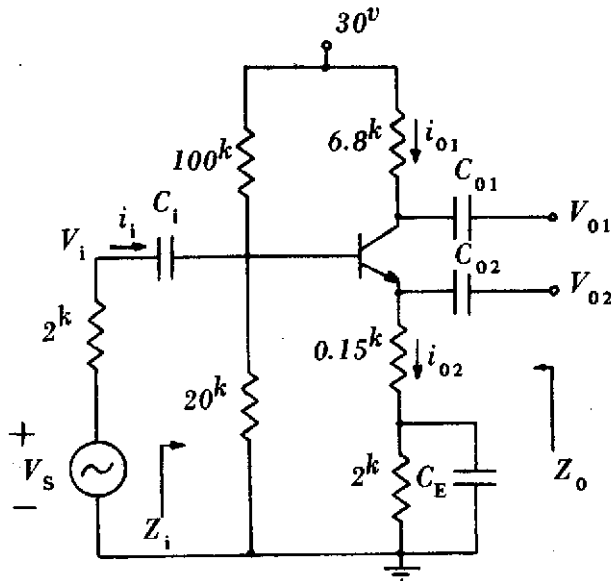 30v
100k
6.8k
i01
C01
V01
Ci
ii
Vi
C02
V02
2k
0.15k
i02
20k
+
Vs
−
Zi
2k
CE
Zo